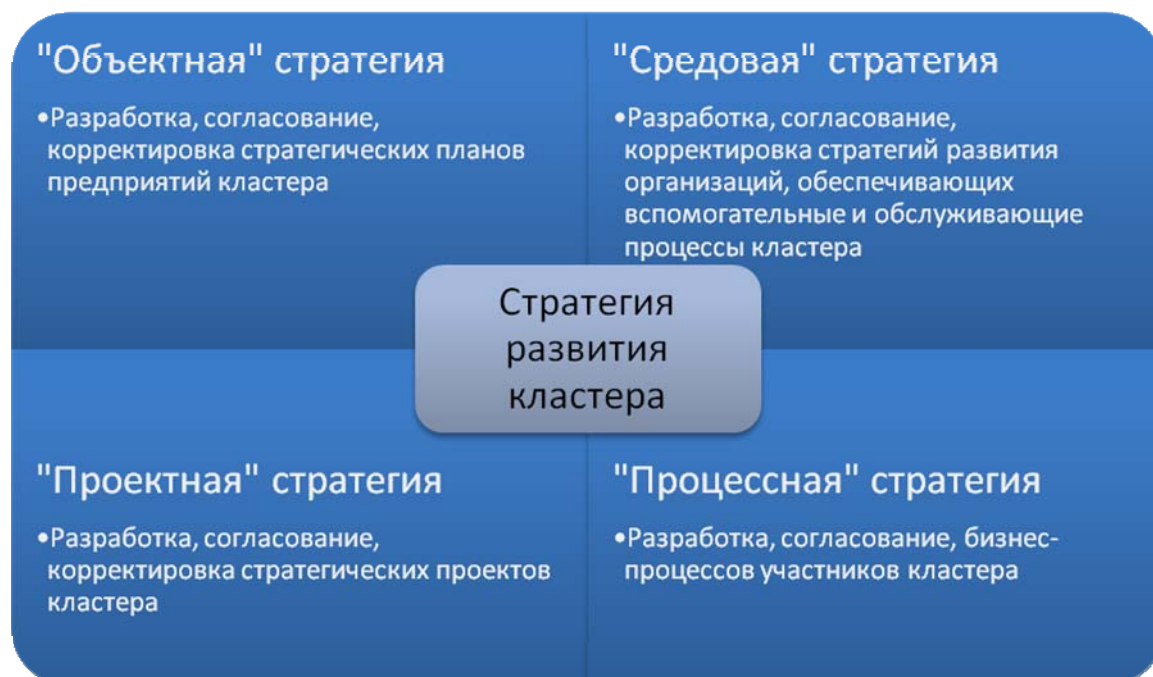 "Объектная" стратегия
•Разработка, согласование,
корректировка стратегических планов
предприятий кластера
"Средовая" стратегия
•Разработка, согласование,
корректировка стратегий развития
организаций, обеспечивающих
вспомогательные и обслуживающие
процессы кластера
Стратегия
развития
кластера
"Проектная" стратегия
•Разработка, согласование,
корректировка стратегических проектов
кластера
"Процессная" стратегия
•Разработка, согласование, бизнес-
процессов участников кластера